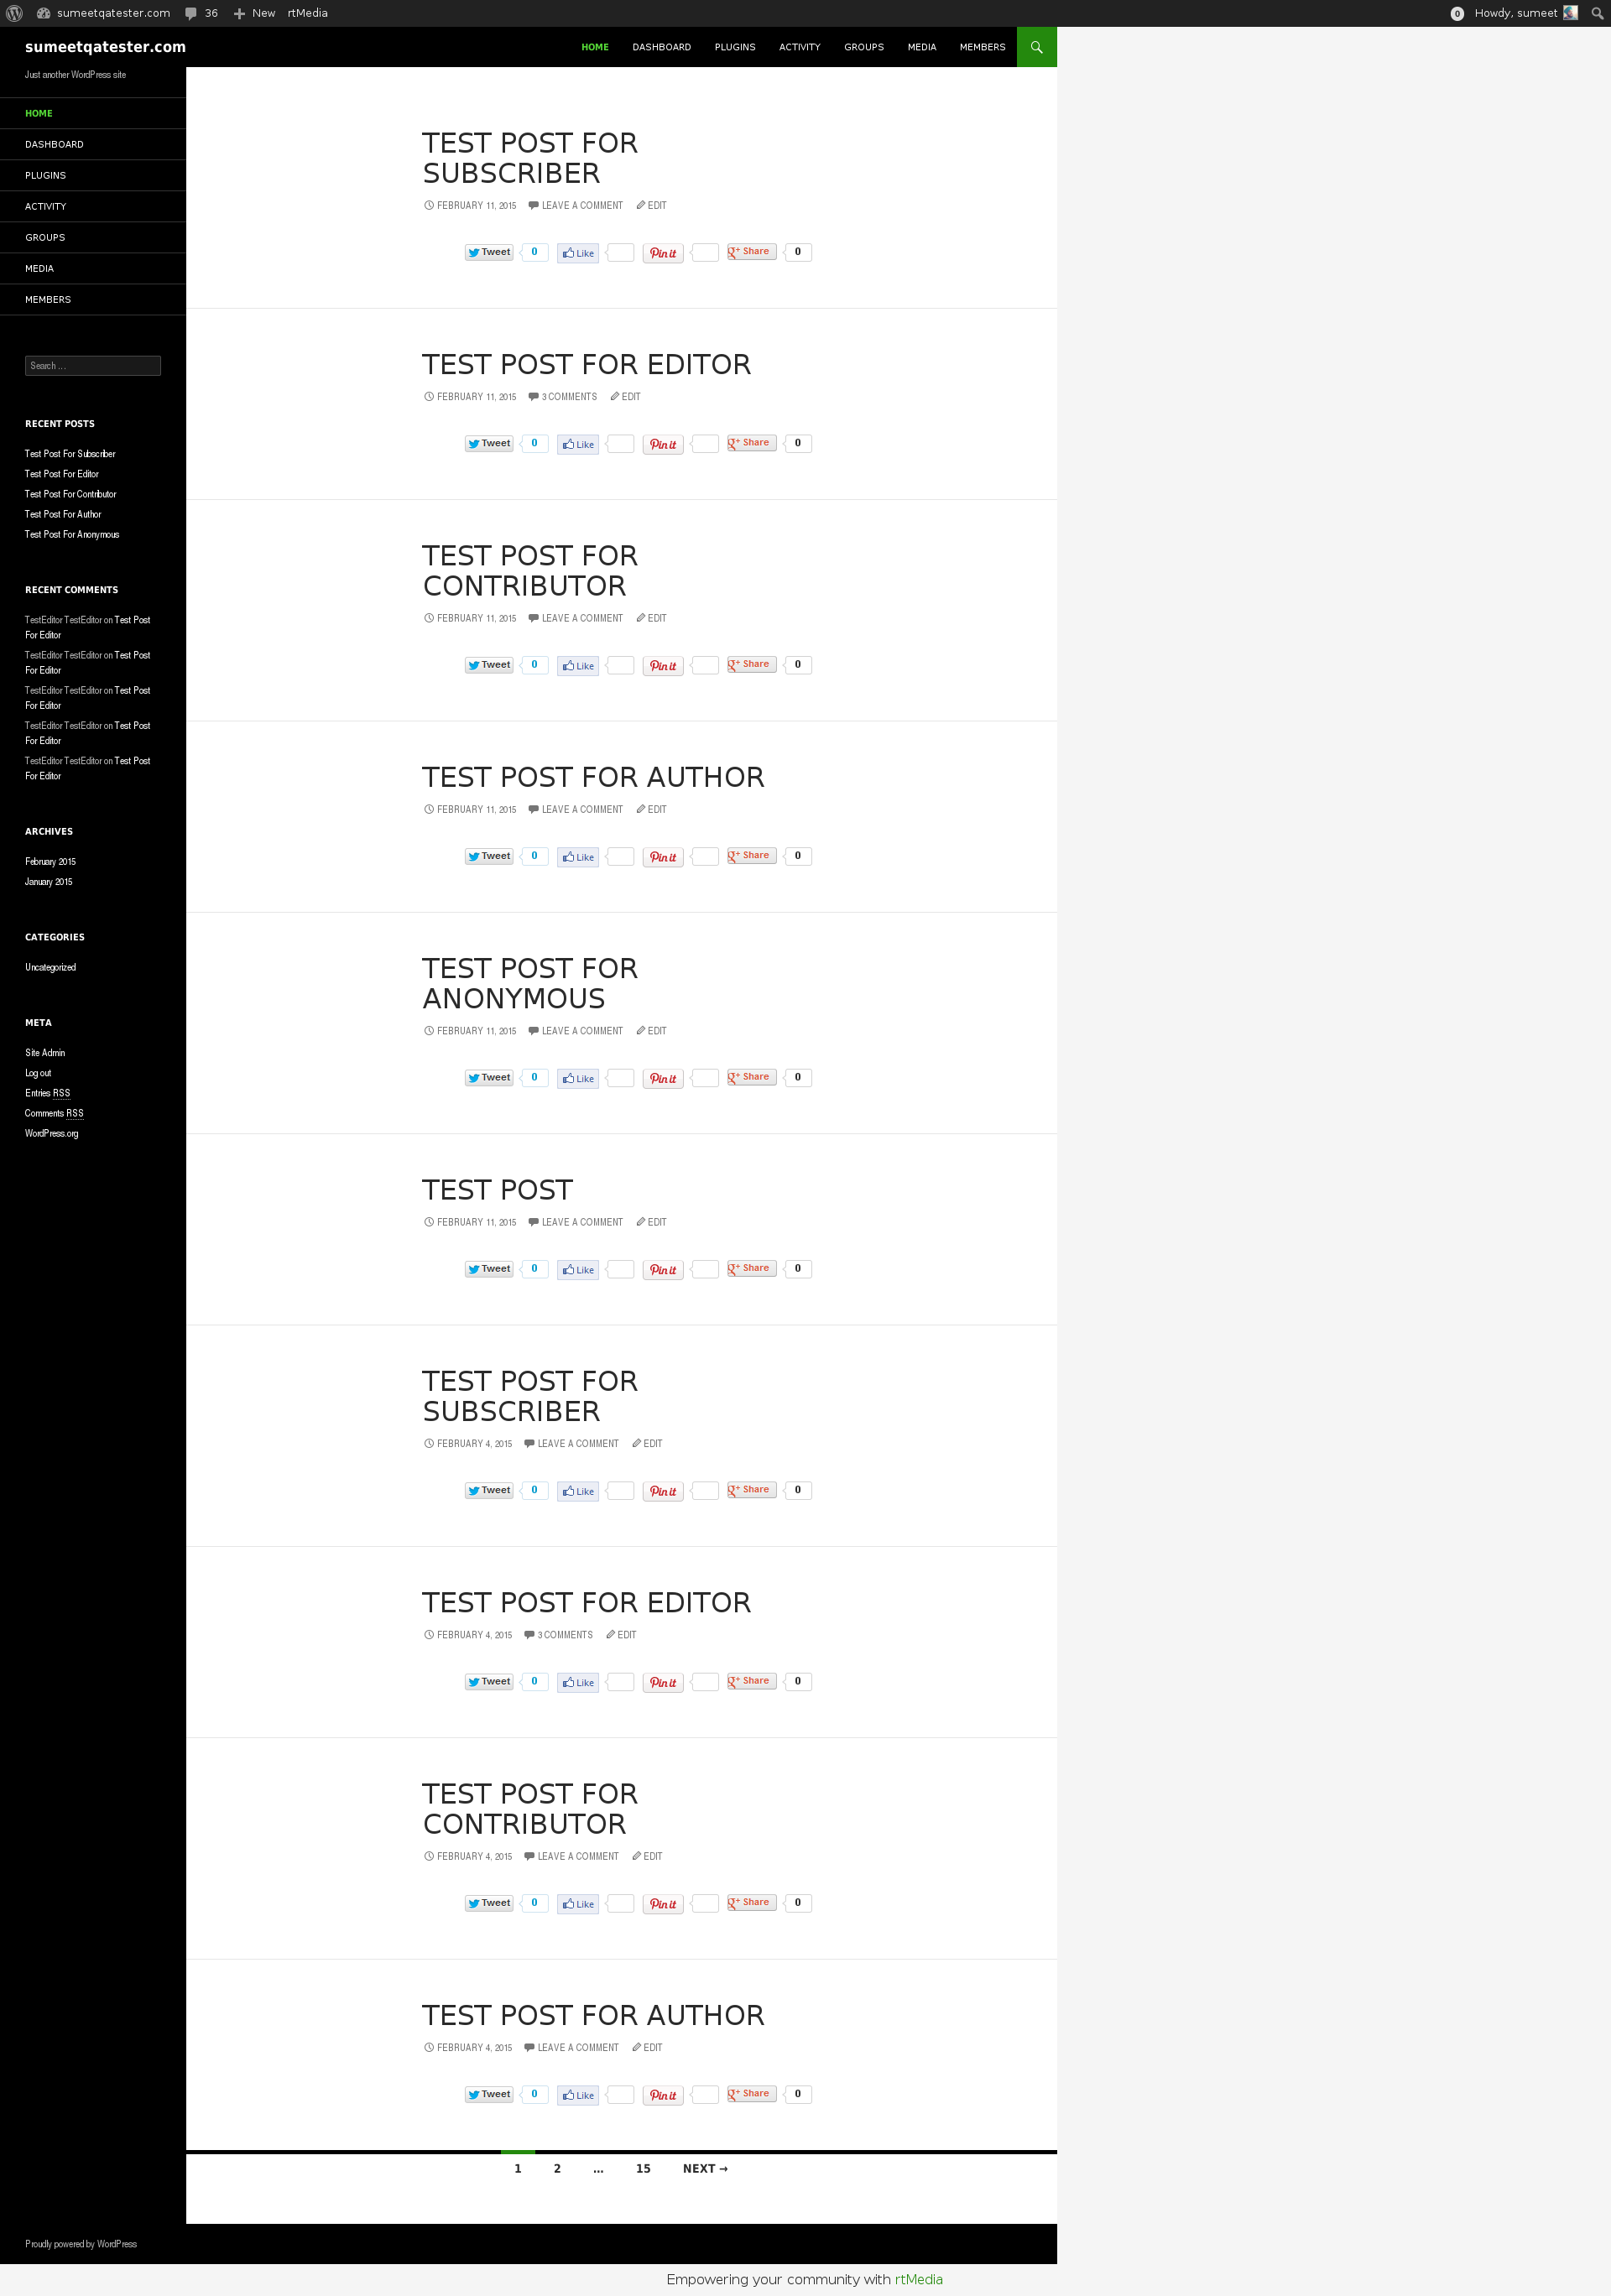 sumeetqatester.com 36 New rtMedia 0 Howdy, sumeet
sumeetqatester.com
HOME DASHBOARD PLUGINS ACTIVITY GROUPS MEDIA MEMBERS
Just another WordPress site
HOME
DASHBOARD
PLUGINS
ACTIVITY
GROUPS
MEDIA
MEMBERS
Search ...
RECENT POSTS
Test Post For Subscriber
Test Post For Editor
Test Post For Contributor
Test Post For Author
Test Post For Anonymous
RECENT COMMENTS
TestEditor TestEditor on Test Post
For Editor
TestEditor TestEditor on Test Post
For Editor
TestEditor TestEditor on Test Post
For Editor
TestEditor TestEditor on Test Post
For Editor
TestEditor TestEditor on Test Post
For Editor
ARCHIVES
February 2015
January 2015
CATEGORIES
Uncategorized
META
Site Admin
Log out
Entries RSS
Comments RSS
WordPress.org
TEST POST FOR
SUBSCRIBER
FEBRUARY 11, 2015 LEAVE A COMMENT EDIT
Tweet 0 Like Pin it g+ Share 0
TEST POST FOR EDITOR
FEBRUARY 11, 2015 3 COMMENTS EDIT
Tweet 0 Like Pin it g+ Share 0
TEST POST FOR
CONTRIBUTOR
FEBRUARY 11, 2015 LEAVE A COMMENT EDIT
Tweet 0 Like Pin it g+ Share 0
TEST POST FOR AUTHOR
FEBRUARY 11, 2015 LEAVE A COMMENT EDIT
Tweet 0 Like Pin it g+ Share 0
TEST POST FOR
ANONYMOUS
FEBRUARY 11, 2015 LEAVE A COMMENT EDIT
Tweet 0 Like Pin it g+ Share 0
TEST POST
FEBRUARY 11, 2015 LEAVE A COMMENT EDIT
Tweet 0 Like Pin it g+ Share 0
TEST POST FOR
SUBSCRIBER
FEBRUARY 4, 2015 LEAVE A COMMENT EDIT
Tweet 0 Like Pin it g+ Share 0
TEST POST FOR EDITOR
FEBRUARY 4, 2015 3 COMMENTS EDIT
Tweet 0 Like Pin it g+ Share 0
TEST POST FOR
CONTRIBUTOR
FEBRUARY 4, 2015 LEAVE A COMMENT EDIT
Tweet 0 Like Pin it g+ Share 0
TEST POST FOR AUTHOR
FEBRUARY 4, 2015 LEAVE A COMMENT EDIT
Tweet 0 Like Pin it g+ Share 0
1 2 ... 15 NEXT →
Proudly powered by WordPress
Empowering your community with rtMedia